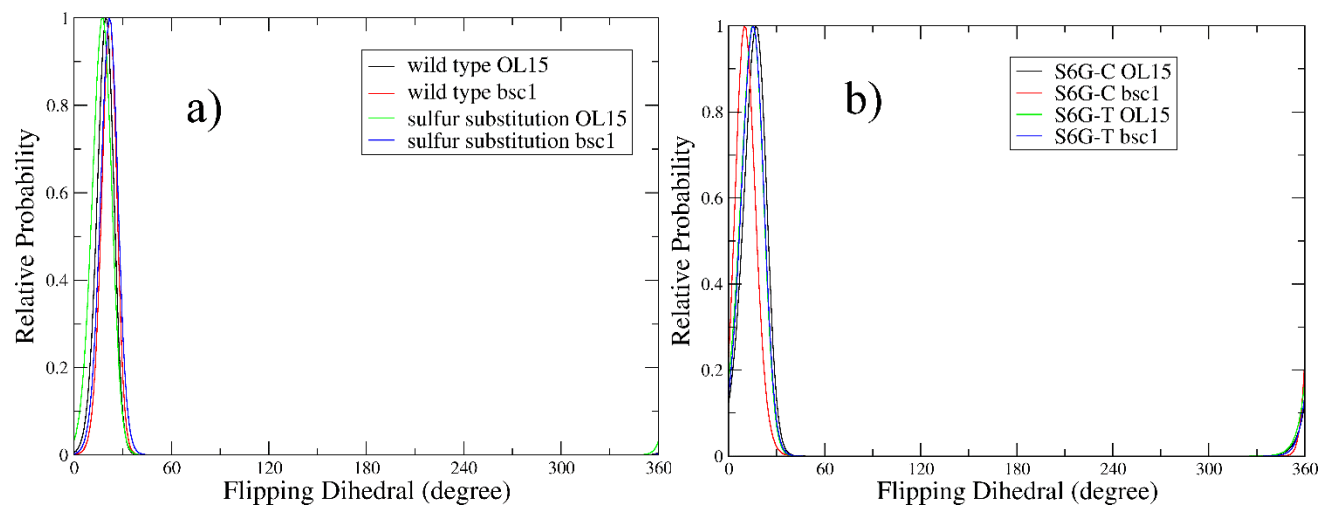 a)
wild type OL15
wild type bsc1
sulfur substitution OL15
sulfur substitution bsc1
Relative Probability
1
0.8
0.6
0.4
0.2
0
0 60 120 180 240 300 360
Flipping Dihedral (degree)
b)
S6G-C OL15
S6G-C bsc1
S6G-T OL15
S6G-T bsc1
Relative Probability
1
0.8
0.6
0.4
0.2
0
0 60 120 180 240 300 360
Flipping Dihedral (degree)